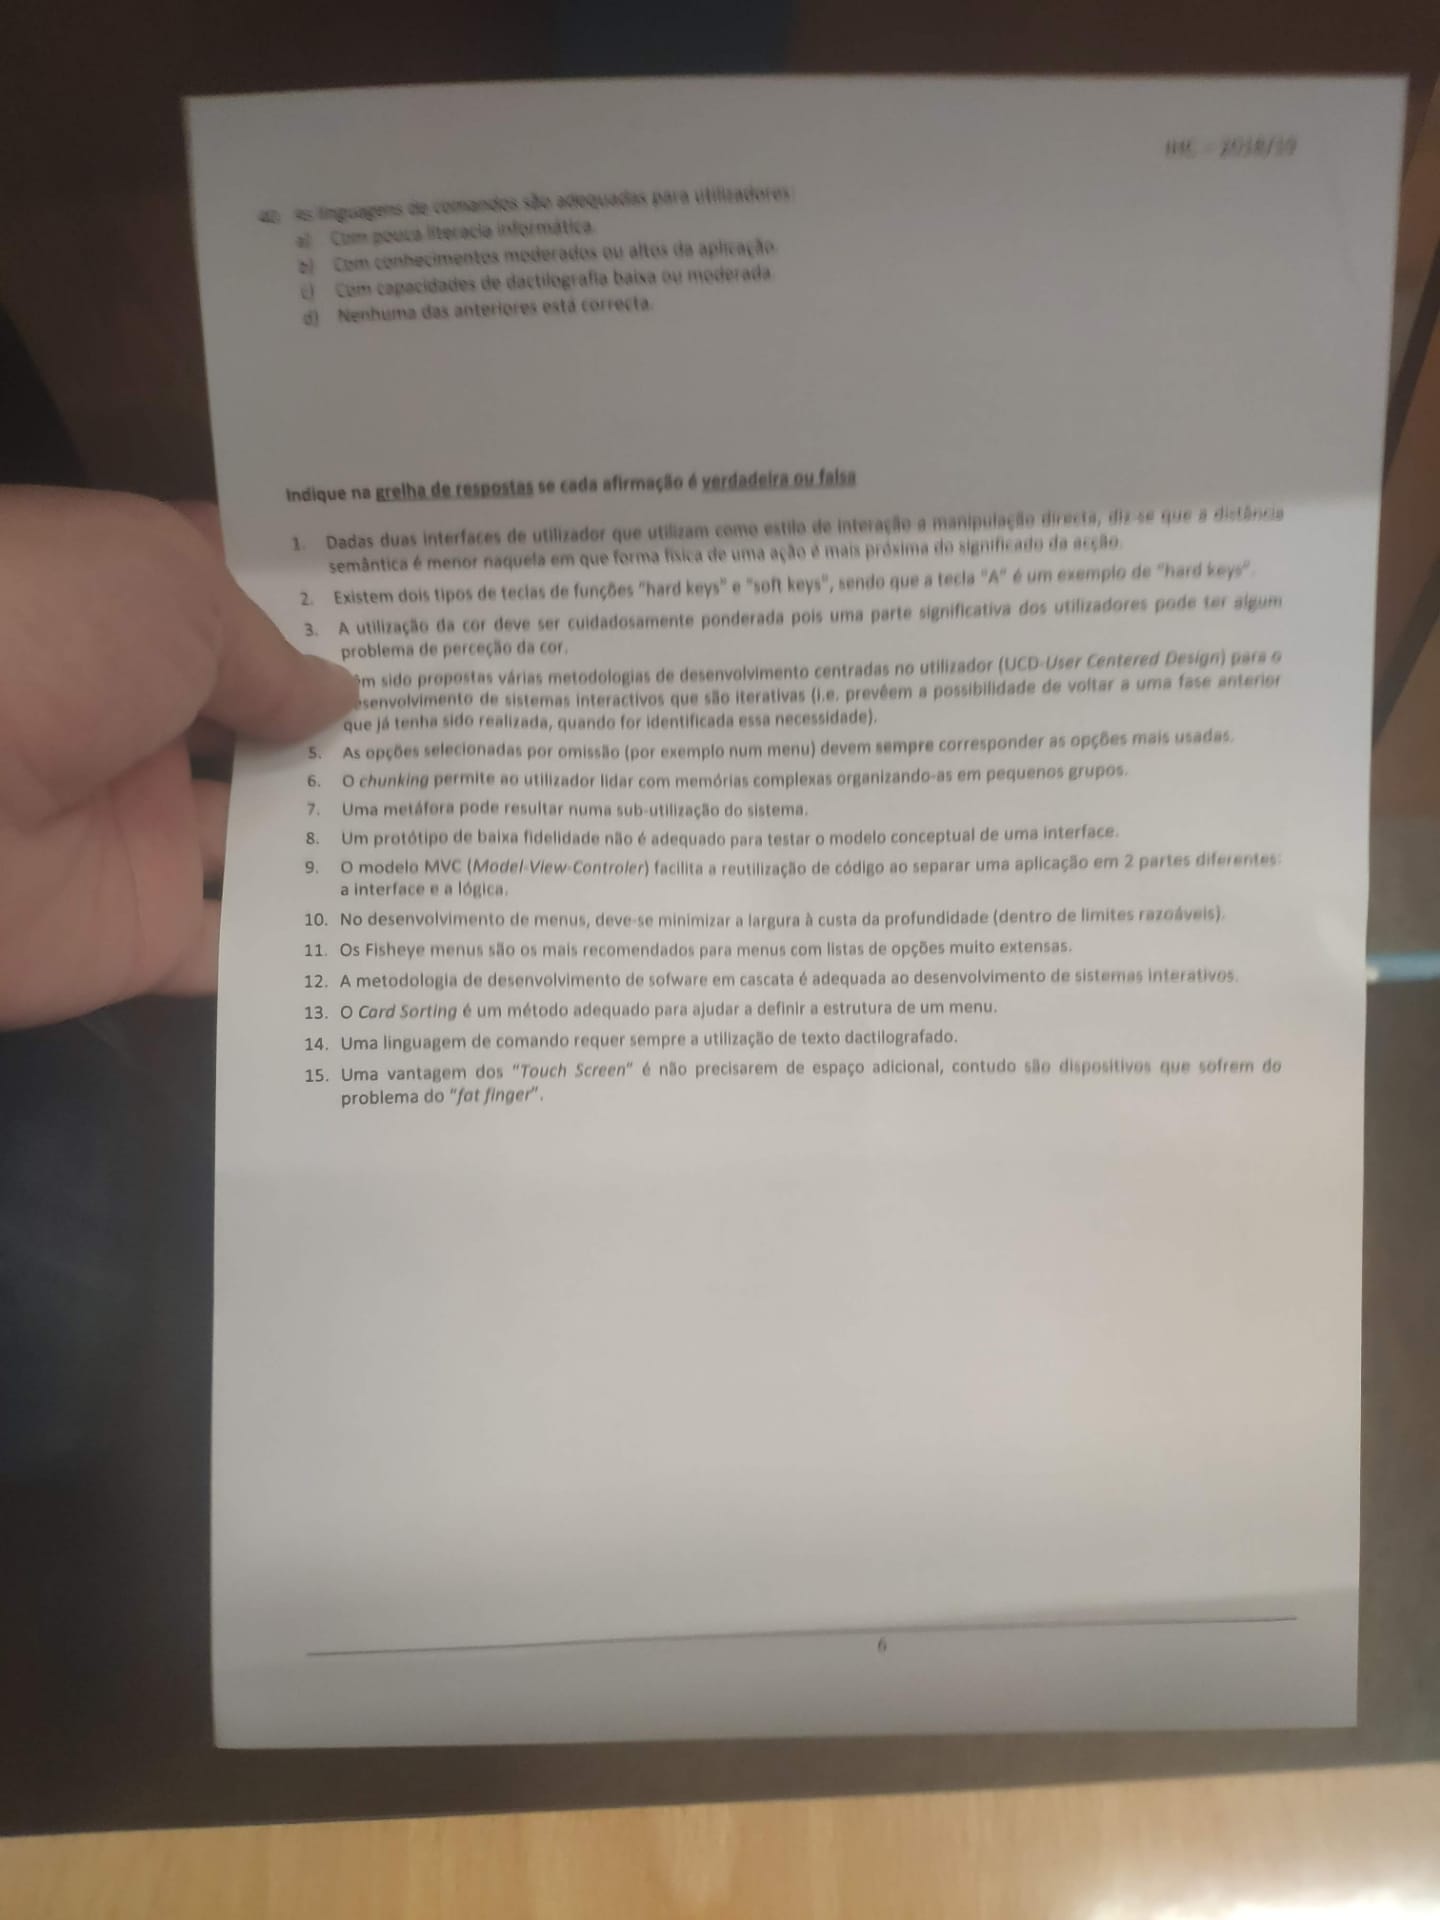 IHC – 2018/19
42. As linguagens de comandos são adequadas para utilizadores:
a) Com pouca literacia informática.
b) Com conhecimentos moderados ou altos da aplicação.
c) Com capacidades de dactilografia baixa ou moderada.
d) Nenhuma das anteriores está correcta.
Indique na grelha de respostas se cada afirmação é verdadeira ou falsa
1. Dadas duas interfaces de utilizador que utilizam como estilo de interação a manipulação directa, diz-se que a distância
semântica é menor naquela em que forma física de uma ação é mais próxima do significado da acção.
2. Existem dois tipos de teclas de funções "hard keys" e "soft keys", sendo que a tecla "A" é um exemplo de "hard keys".
3. A utilização da cor deve ser cuidadosamente ponderada pois uma parte significativa dos utilizadores pode ter algum
problema de perceção da cor.
êm sido propostas várias metodologias de desenvolvimento centradas no utilizador (UCD-User Centered Design) para o
esenvolvimento de sistemas interactivos que são iterativas (i.e. prevêem a possibilidade de voltar a uma fase anterior
que já tenha sido realizada, quando for identificada essa necessidade).
5. As opções selecionadas por omissão (por exemplo num menu) devem sempre corresponder as opções mais usadas.
6. O chunking permite ao utilizador lidar com memórias complexas organizando-as em pequenos grupos.
7. Uma metáfora pode resultar numa sub-utilização do sistema.
8. Um protótipo de baixa fidelidade não é adequado para testar o modelo conceptual de uma interface.
9. O modelo MVC (Model-View-Controler) facilita a reutilização de código ao separar uma aplicação em 2 partes diferentes:
a interface e a lógica.
10. No desenvolvimento de menus, deve-se minimizar a largura à custa da profundidade (dentro de limites razoáveis).
11. Os Fisheye menus são os mais recomendados para menus com listas de opções muito extensas.
12. A metodologia de desenvolvimento de sofware em cascata é adequada ao desenvolvimento de sistemas interativos.
13. O Card Sorting é um método adequado para ajudar a definir a estrutura de um menu.
14. Uma linguagem de comando requer sempre a utilização de texto dactilografado.
15. Uma vantagem dos "Touch Screen" é não precisarem de espaço adicional, contudo são dispositivos que sofrem do
problema do "fat finger".
6